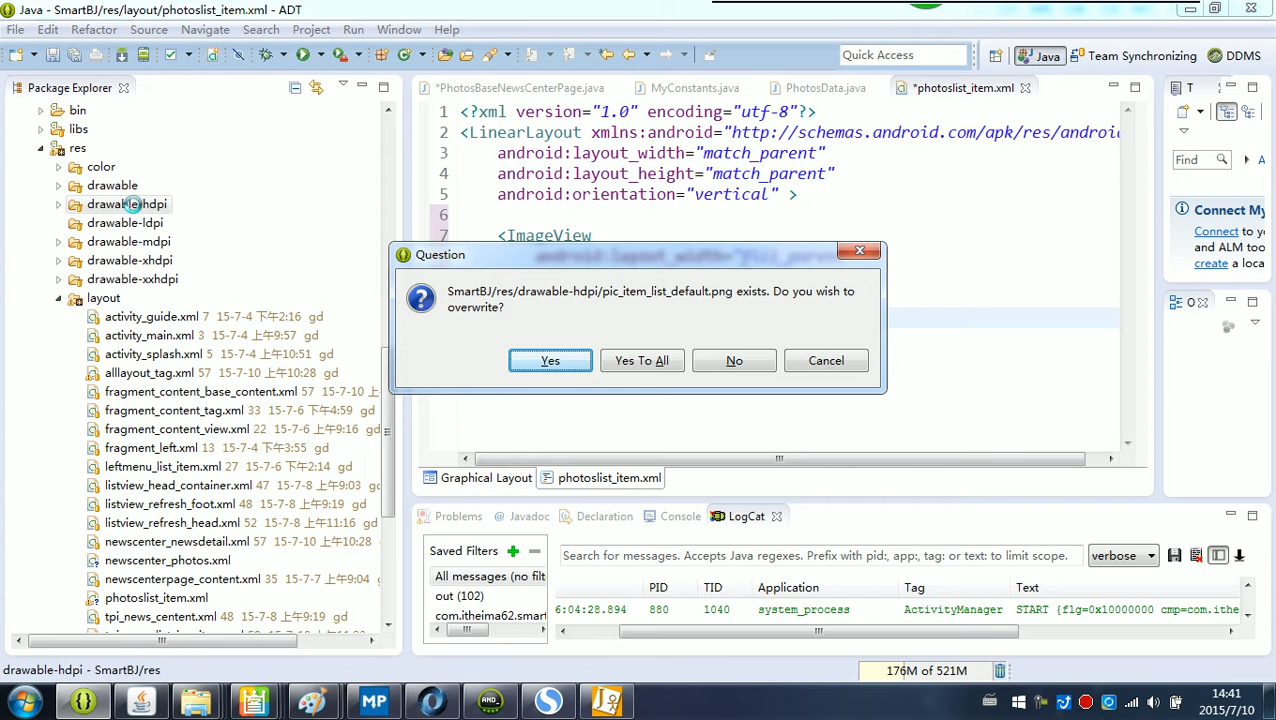 Java - SmartBJ/res/layout/photoslist_item.xml - ADT
File Edit Refactor Source Navigate Search Project Run Window Help
Quick Access Java Team Synchronizing DDMS
Package Explorer
bin
libs
res
color
drawable
drawable-hdpi
drawable-ldpi
drawable-mdpi
drawable-xhdpi
drawable-xxhdpi
layout
activity_guide.xml 7 15-7-4 下午2:16 gd
activity_main.xml 3 15-7-4 上午9:57 gd
activity_splash.xml 5 15-7-4 上午10:51 gd
alllayout_tag.xml 57 15-7-10 上午10:28 gd
fragment_content_base_content.xml 57 15-7-10 上
fragment_content_tag.xml 33 15-7-6 下午4:59 gd
fragment_content_view.xml 22 15-7-6 上午9:16 gd
fragment_left.xml 13 15-7-4 下午3:55 gd
leftmenu_list_item.xml 27 15-7-6 下午2:14 gd
listview_head_container.xml 47 15-7-8 上午9:13 gd
listview_refresh_foot.xml 48 15-7-8 上午9:19 gd
listview_refresh_head.xml 52 15-7-8 上午11:16 gd
newscenter_newsdetail.xml 57 15-7-10 上午10:28
newscenter_photos.xml
newscenterpage_content.xml 35 15-7-7 上午9:04
photoslist_item.xml
tpi_news_content.xml 48 15-7-8 上午9:19 gd
*PhotosBaseNewsCenterPage.java MyConstants.java PhotosData.java *photoslist_item.xml
1 <?xml version="1.0" encoding="utf-8"?>
2 <LinearLayout xmlns:android="http://schemas.android.com/apk/res/androi
3 android:layout_width="match_parent"
4 android:layout_height="match_parent"
5 android:orientation="vertical" >
6
7 <ImageView
Question
SmartBJ/res/drawable-hdpi/pic_item_list_default.png exists. Do you wish to
overwrite?
Yes Yes To All No Cancel
Graphical Layout photoslist_item.xml
T
Find A
Connect My
Connect to you
and ALM tools
create a local
O
Problems Javadoc Declaration Console LogCat
Saved Filters
All messages (no filt
out (102)
com.itheima62.smart
Search for messages. Accepts Java regexes. Prefix with pid:, app:, tag: or text: to limit scope. verbose
PID TID Application Tag Text
6:04:28.894 880 1040 system_process ActivityManager START {flg=0x10000000 cmp=com.ithe
drawable-hdpi - SmartBJ/res
176M of 521M
MP
AND_
14:41
2015/7/10